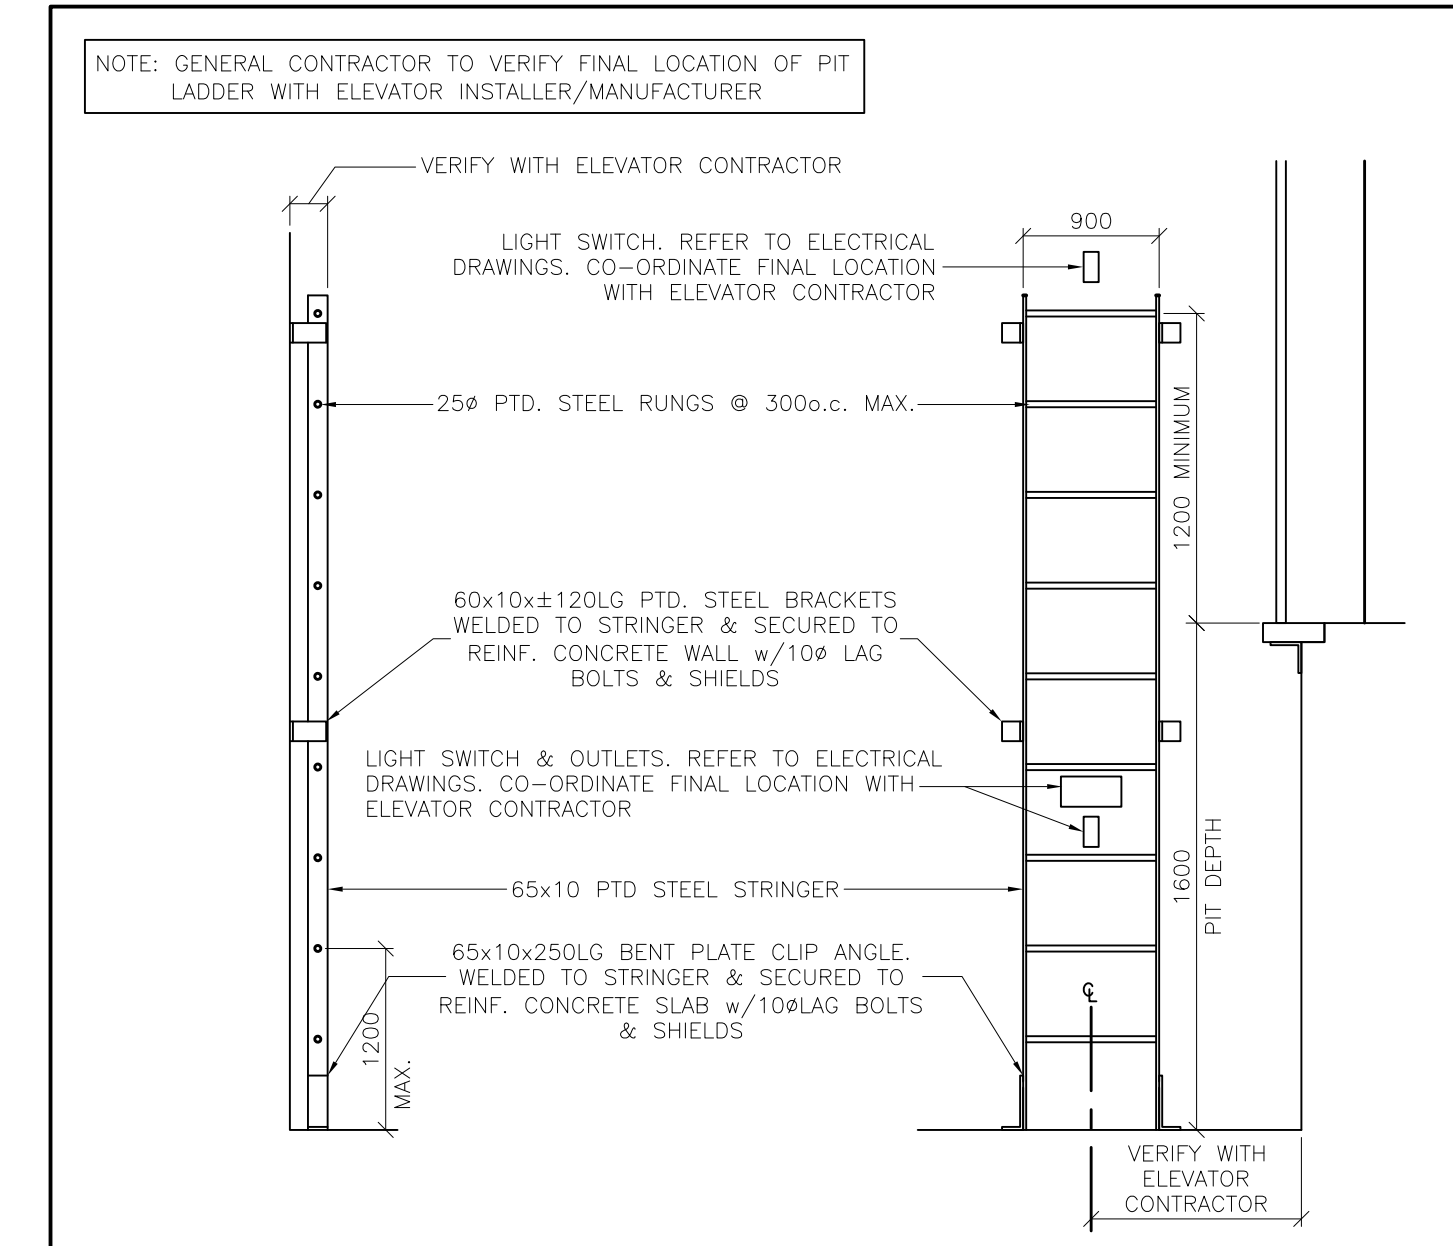 NOTE: GENERAL CONTRACTOR TO VERIFY FINAL LOCATION OF PIT
LADDER WITH ELEVATOR INSTALLER/MANUFACTURER
VERIFY WITH ELEVATOR CONTRACTOR
900
LIGHT SWITCH. REFER TO ELECTRICAL
DRAWINGS. CO-ORDINATE FINAL LOCATION
WITH ELEVATOR CONTRACTOR
25ø PTD. STEEL RUNGS @ 300o.c. MAX.
1200 MINIMUM
60x10x±120LG PTD. STEEL BRACKETS
WELDED TO STRINGER & SECURED TO
REINF. CONCRETE WALL w/10ø LAG
BOLTS & SHIELDS
LIGHT SWITCH & OUTLETS. REFER TO ELECTRICAL
DRAWINGS. CO-ORDINATE FINAL LOCATION WITH
ELEVATOR CONTRACTOR
1600
PIT DEPTH
65x10 PTD STEEL STRINGER
65x10x250LG BENT PLATE CLIP ANGLE.
WELDED TO STRINGER & SECURED TO
REINF. CONCRETE SLAB w/10øLAG BOLTS
& SHIELDS
℄
1200
MAX.
VERIFY WITH
ELEVATOR
CONTRACTOR